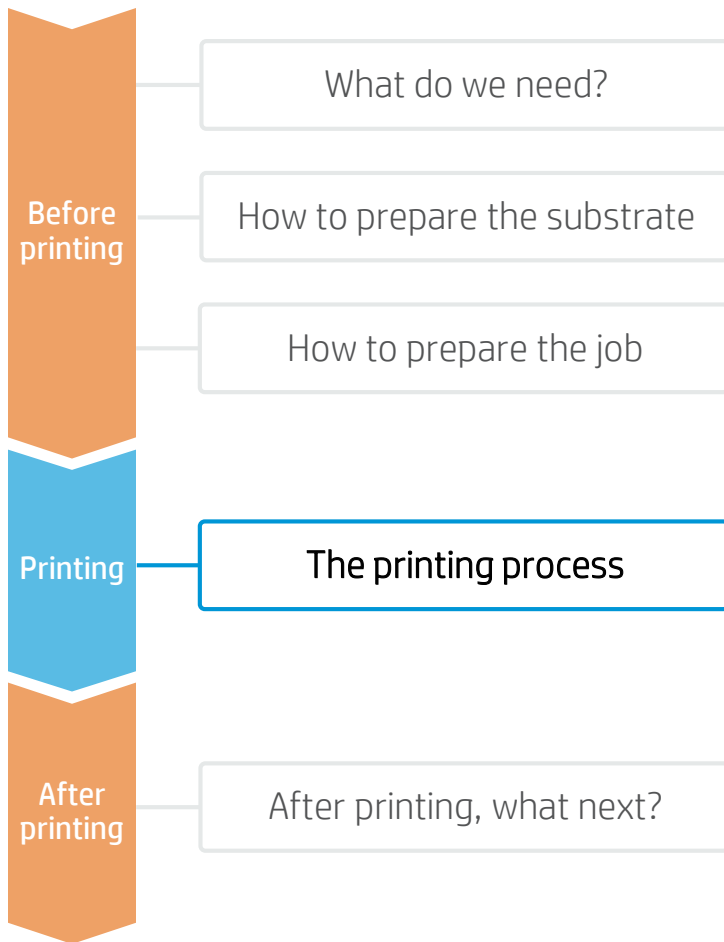 What do we need?
Before
printing
How to prepare the substrate
How to prepare the job
Printing
The printing process
After
printing
After printing, what next?